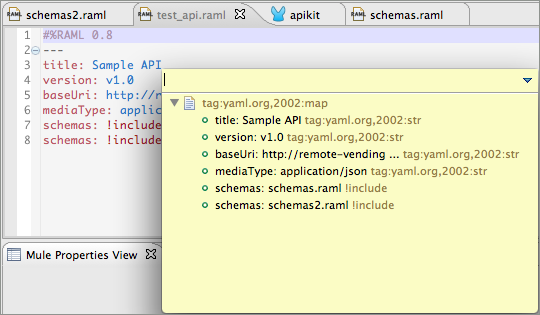 schemas2.raml test_api.raml apikit schemas.raml
1 #%RAML 0.8
2 ---
3 title: Sample API
4 version: v1.0
5 baseUri: http://r
6 mediaType: applic
7 schemas: !include
8 schemas: !include
tag:yaml.org,2002:map
title: Sample API tag:yaml.org,2002:str
version: v1.0 tag:yaml.org,2002:str
baseUri: http://remote-vending ... tag:yaml.org,2002:str
mediaType: application/json tag:yaml.org,2002:str
schemas: schemas.raml !include
schemas: schemas2.raml !include
Mule Properties View